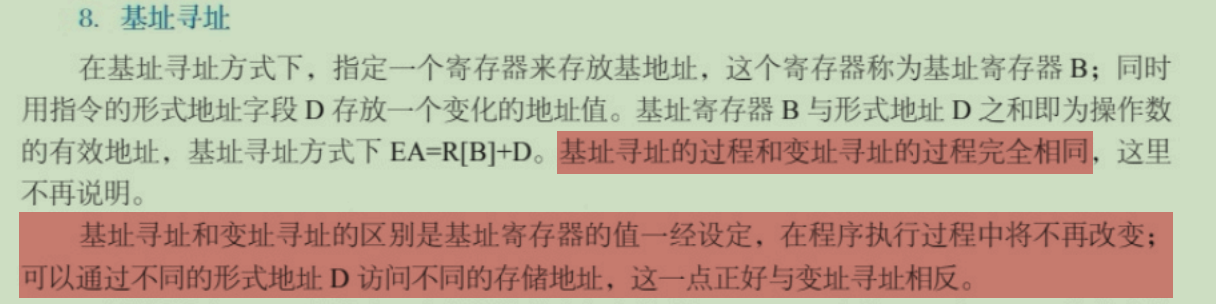 8. 基址寻址
在基址寻址方式下，指定一个寄存器来存放基地址，这个寄存器称为基址寄存器 B；同时
用指令的形式地址字段 D 存放一个变化的地址值。基址寄存器 B 与形式地址 D 之和即为操作数
的有效地址，基址寻址方式下 EA=R[B]+D。基址寻址的过程和变址寻址的过程完全相同，这里
不再说明。
基址寻址和变址寻址的区别是基址寄存器的值一经设定，在程序执行过程中将不再改变；
可以通过不同的形式地址 D 访问不同的存储地址，这一点正好与变址寻址相反。